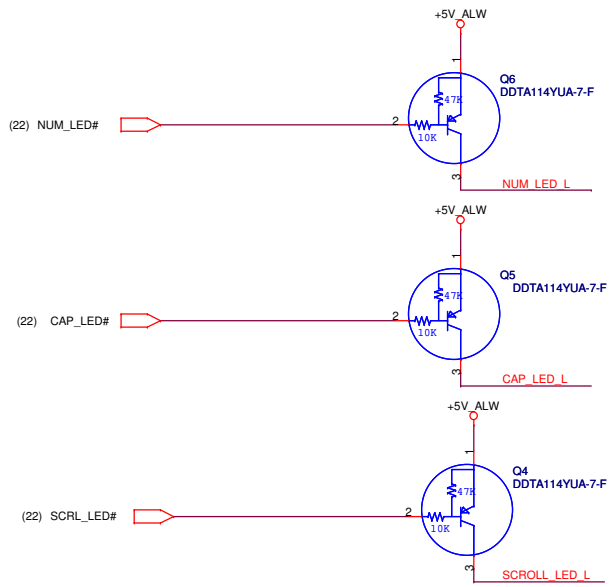 +5V_ALW
1
Q6
DDTA114YUA-7-F
47K
(22) NUM_LED#
2
10K
3
NUM_LED_L
+5V_ALW
1
Q5
DDTA114YUA-7-F
47K
(22) CAP_LED#
2
10K
3
CAP_LED_L
+5V_ALW
1
Q4
DDTA114YUA-7-F
47K
(22) SCRL_LED#
2
10K
3
SCROLL_LED_L